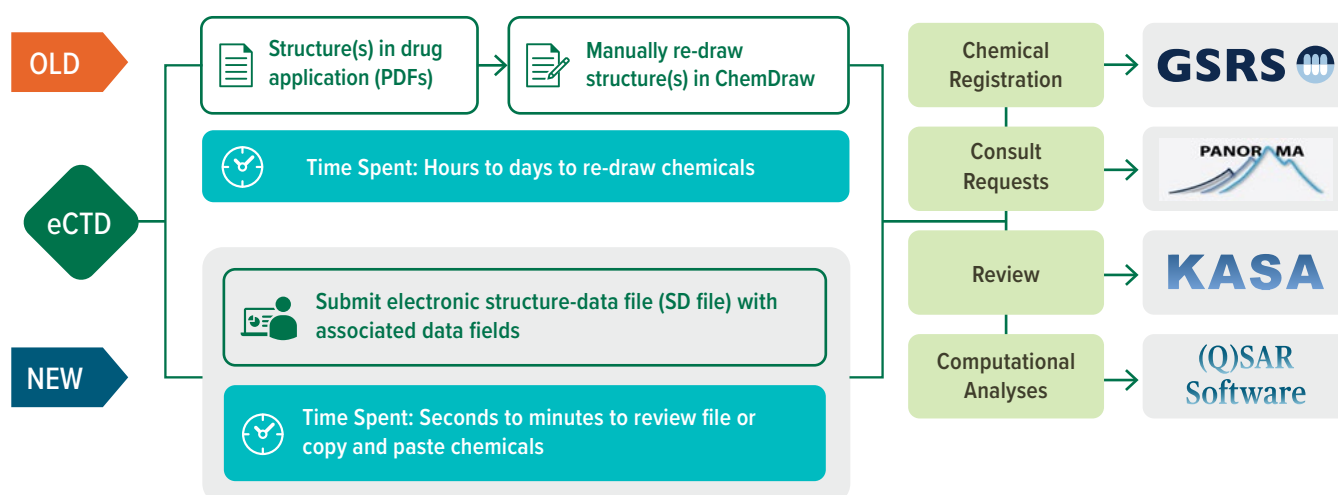 OLD
Structure(s) in drug
application (PDFs)
Manually re-draw
structure(s) in ChemDraw
Time Spent: Hours to days to re-draw chemicals
eCTD
Submit electronic structure-data file (SD file) with
associated data fields
NEW
Time Spent: Seconds to minutes to review file or
copy and paste chemicals
Chemical
Registration
GSRS
Consult
Requests
PANORAMA
Review
KASA
Computational
Analyses
(Q)SAR
Software